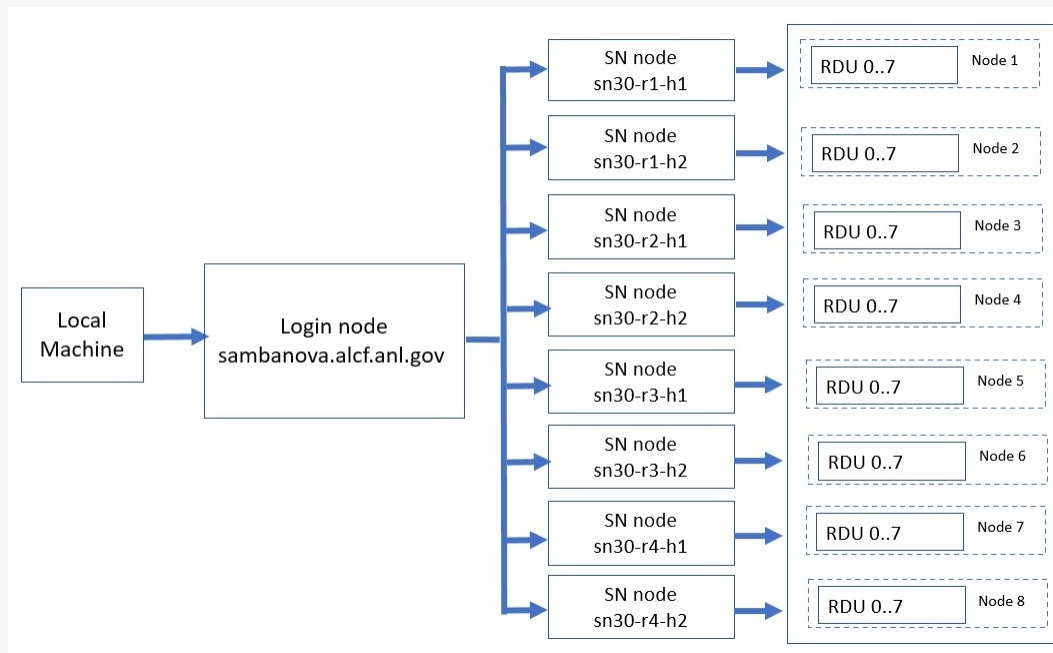 Local
Machine
Login node
sambanova.alcf.anl.gov
SN node
sn30-r1-h1
RDU 0..7
Node 1
SN node
sn30-r1-h2
RDU 0..7
Node 2
SN node
sn30-r2-h1
RDU 0..7
Node 3
SN node
sn30-r2-h2
RDU 0..7
Node 4
SN node
sn30-r3-h1
RDU 0..7
Node 5
SN node
sn30-r3-h2
RDU 0..7
Node 6
SN node
sn30-r4-h1
RDU 0..7
Node 7
SN node
sn30-r4-h2
RDU 0..7
Node 8